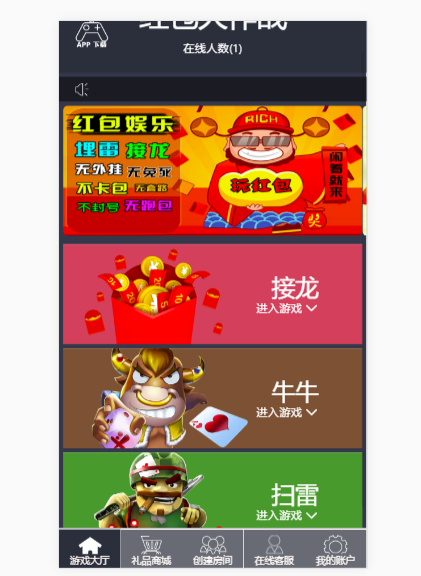 红包大作战
APP 下载
在线人数(1)
RICH
红包娱乐
埋雷 接龙
无外挂 无免死
不卡包 无套路
不封号 无跑包
玩红包
闲着就来
奖
接龙
进入游戏
牛牛
进入游戏
扫雷
进入游戏
游戏大厅
礼品商城
创建房间
在线客服
我的账户